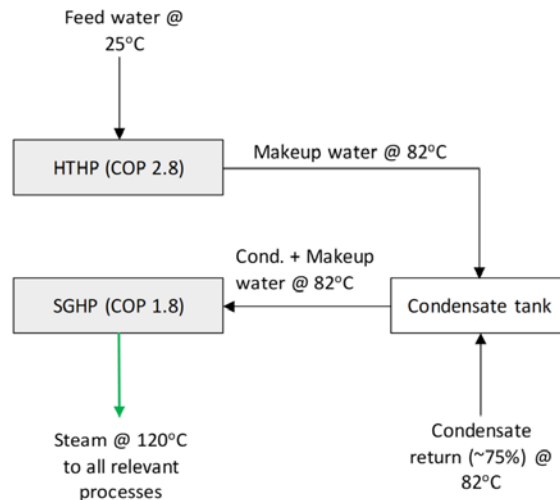 Feed water @
25°C
HTHP (COP 2.8)
Makeup water @ 82°C
Cond. + Makeup
water @ 82°C
SGHP (COP 1.8)
Condensate tank
Steam @ 120°C
to all relevant
processes
Condensate
return (~75%) @
82°C